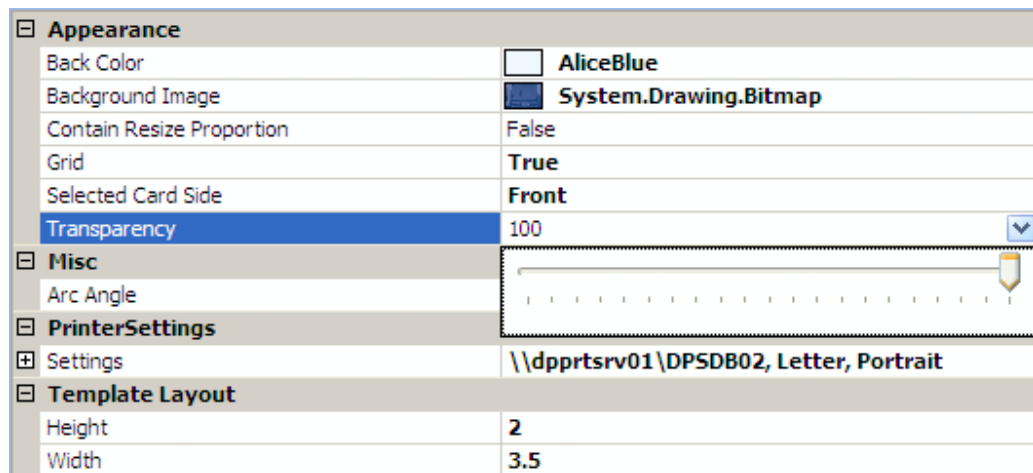 Appearance
Back Color AliceBlue
Background Image System.Drawing.Bitmap
Contain Resize Proportion False
Grid True
Selected Card Side Front
Transparency 100
Misc
Arc Angle
PrinterSettings
Settings \\dpprtsrv01\DPSDB02, Letter, Portrait
Template Layout
Height 2
Width 3.5